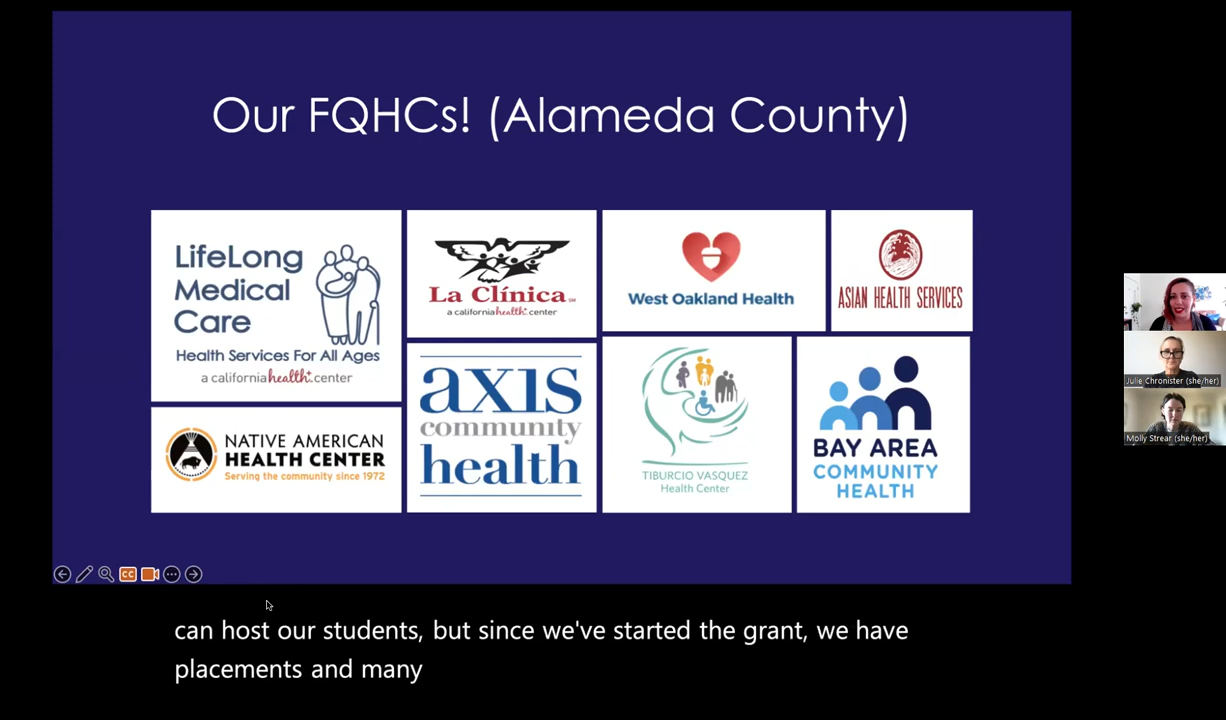 Our FQHCs! (Alameda County)
LifeLong
Medical
Care
Health Services For All Ages
a californiahealth+center
La Clínica SM
a californiahealth+center
West Oakland Health
ASIAN HEALTH SERVICES
NATIVE AMERICAN
HEALTH CENTER
Serving the community since 1972
axis
community
health
TIBURCIO VASQUEZ
Health Center
BAY AREA
COMMUNITY
HEALTH
CC
Julie Chronister (she/her)
Molly Strear (she/her)
can host our students, but since we've started the grant, we have
placements and many